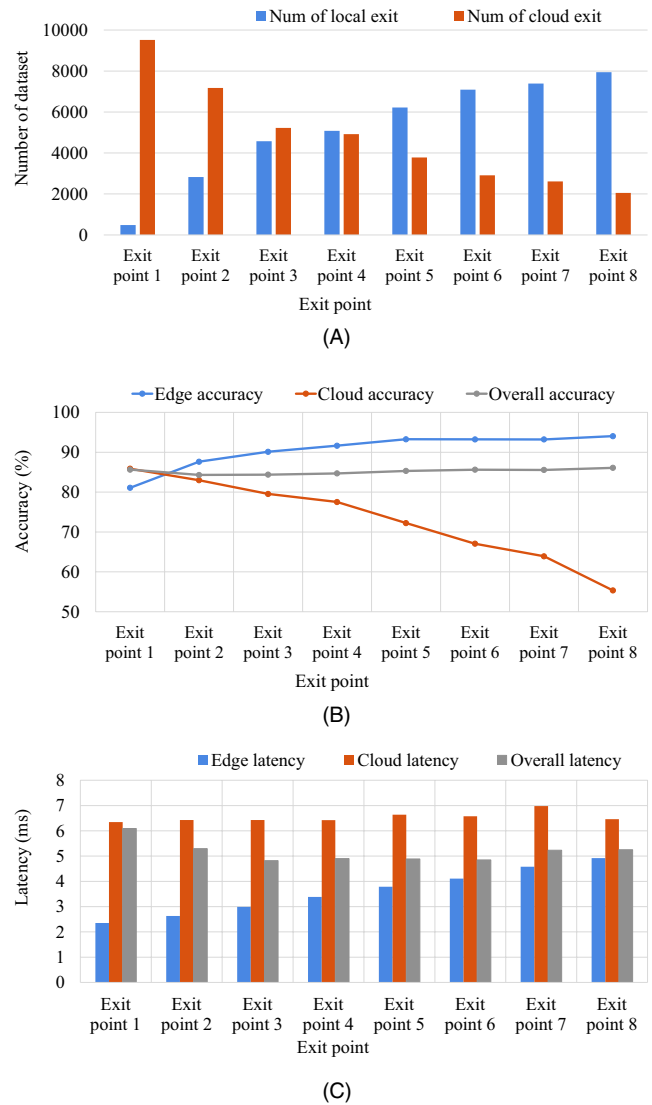 Num of local exit Num of cloud exit
10000
8000
6000
4000
2000
0
Number of dataset
Exit point 1 Exit point 2 Exit point 3 Exit point 4 Exit point 5 Exit point 6 Exit point 7 Exit point 8
Exit point
(A)
Edge accuracy Cloud accuracy Overall accuracy
100
90
80
70
60
50
Accuracy (%)
Exit point 1 Exit point 2 Exit point 3 Exit point 4 Exit point 5 Exit point 6 Exit point 7 Exit point 8
Exit point
(B)
Edge latency Cloud latency Overall latency
8
7
6
5
4
3
2
1
0
Latency (ms)
Exit point 1 Exit point 2 Exit point 3 Exit point 4 Exit point 5 Exit point 6 Exit point 7 Exit point 8
Exit point
(C)